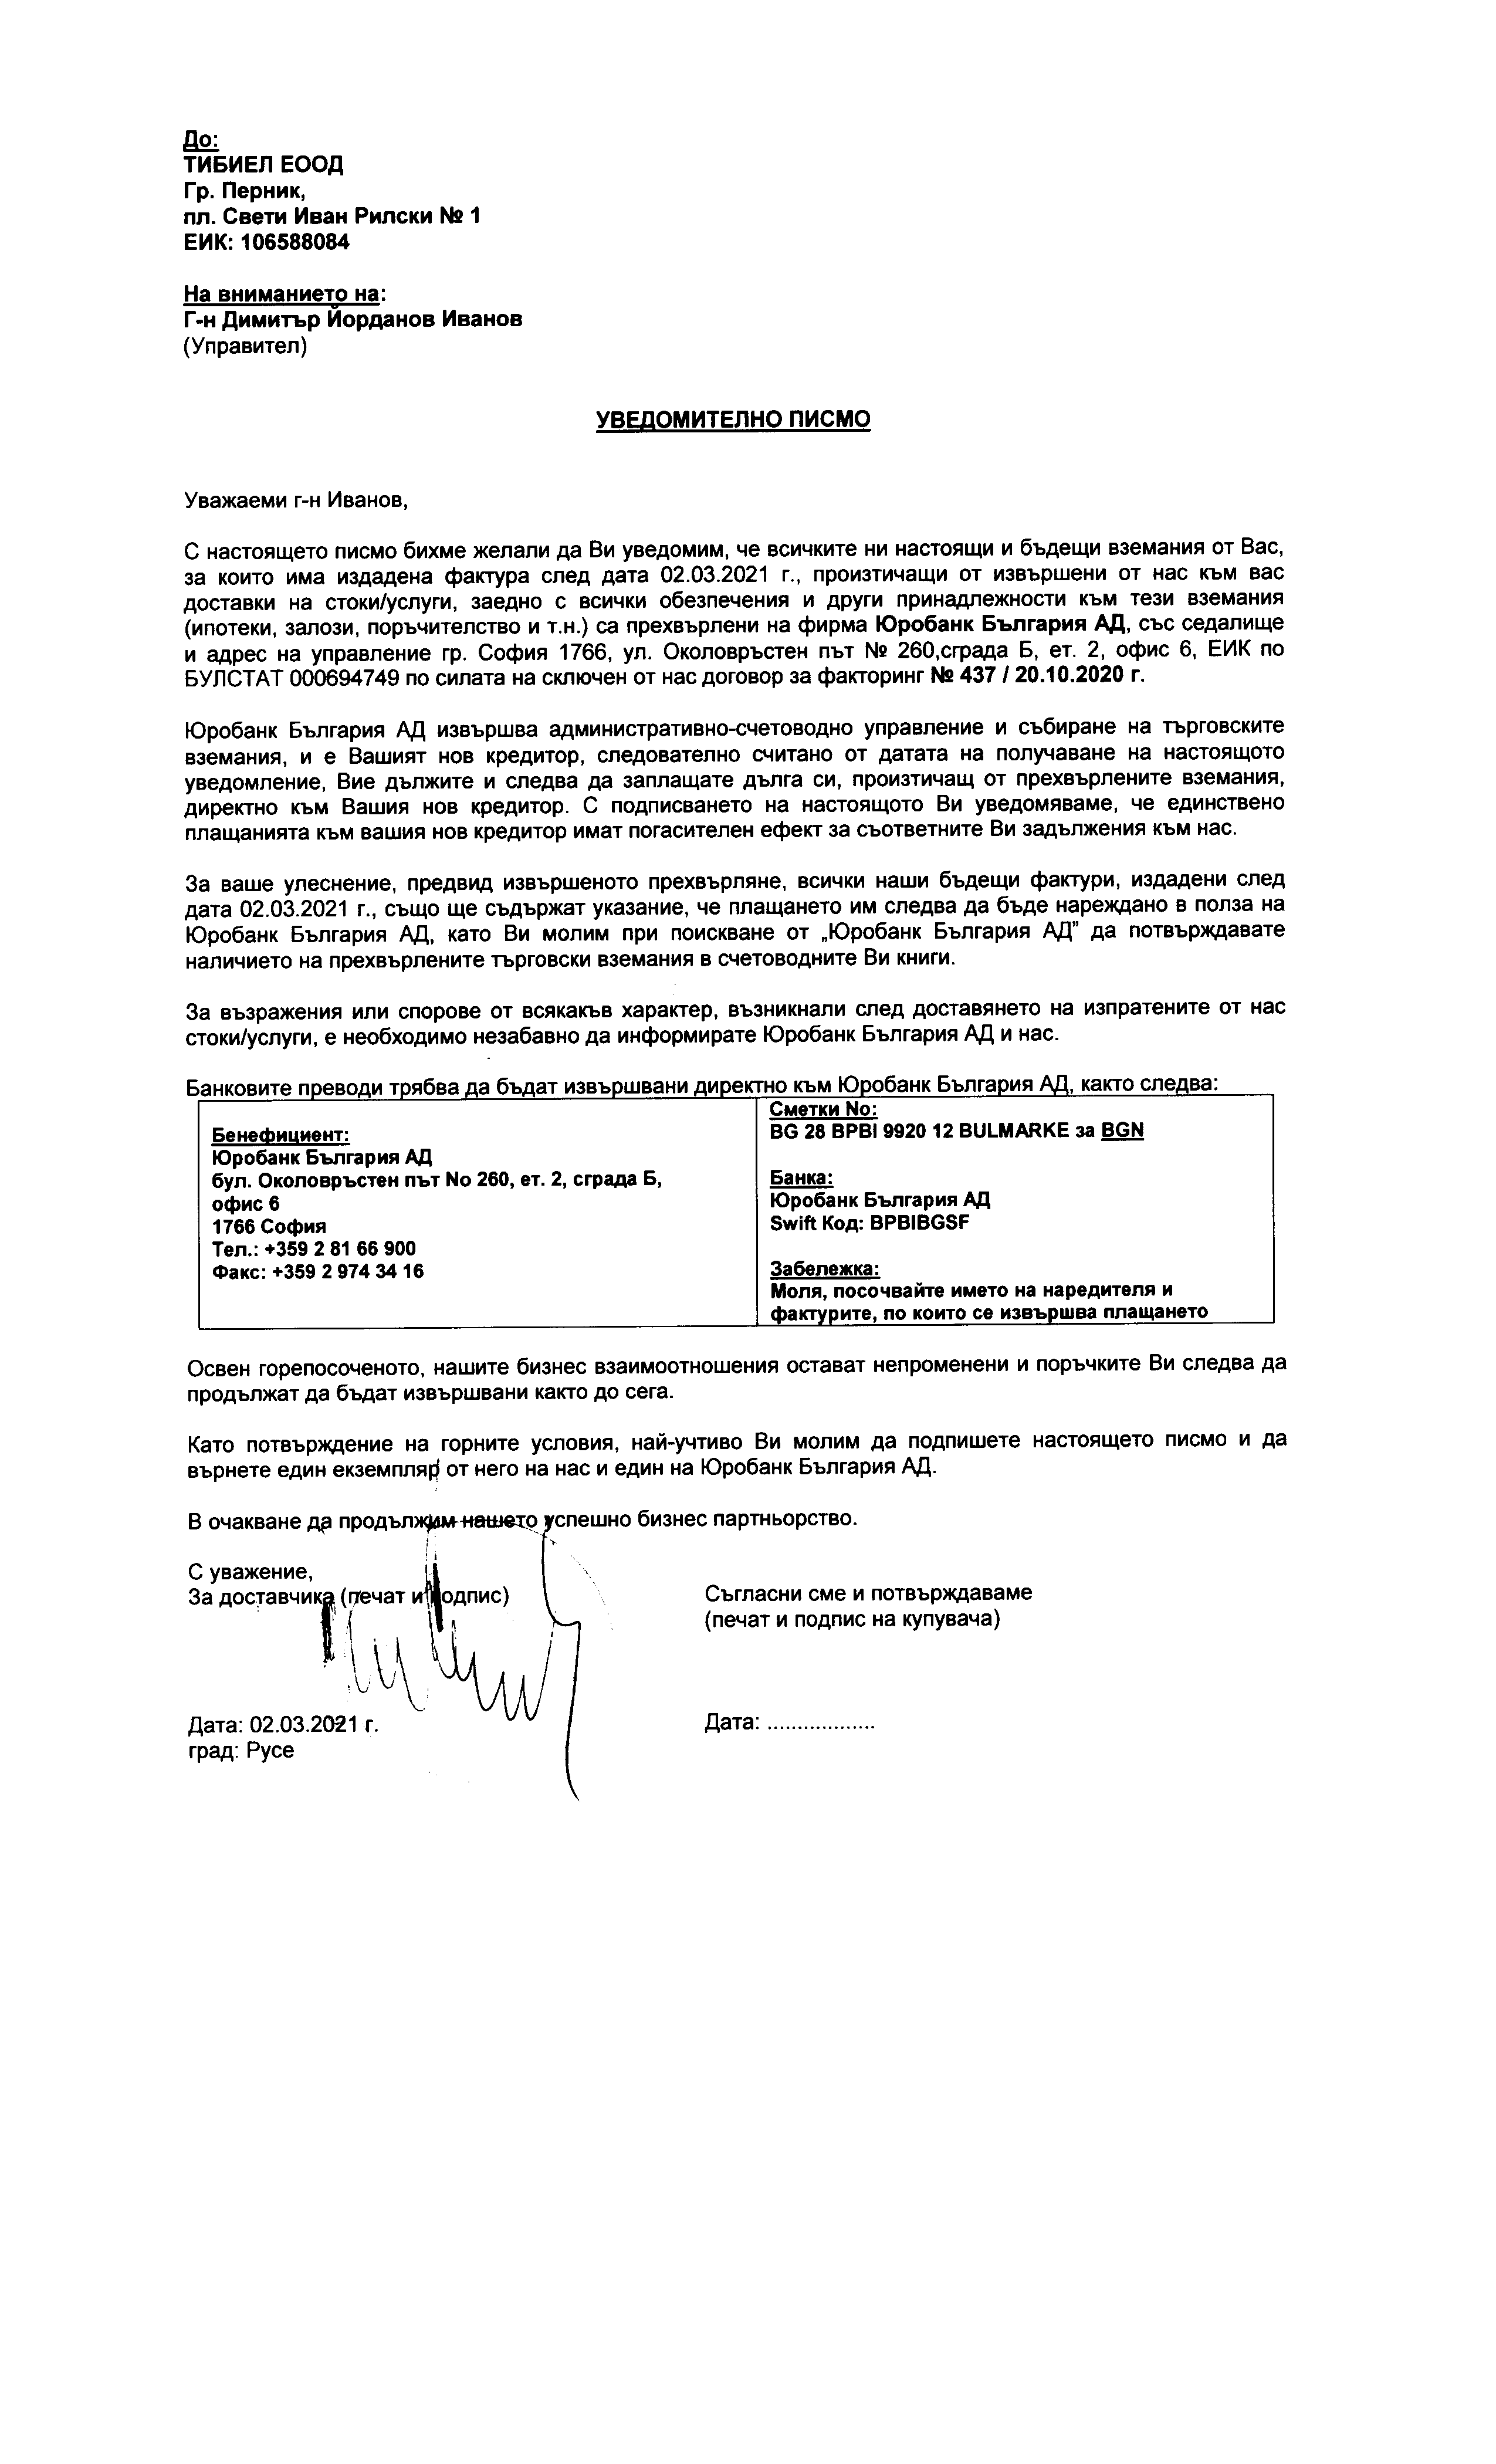 До:
ТИБИЕЛ ЕООД
Гр. Перник,
пл. Свети Иван Рилски № 1
ЕИК: 106588084
На вниманието на:
Г-н Димитър Йорданов Иванов
(Управител)
УВЕДОМИТЕЛНО ПИСМО
Уважаеми г-н Иванов,
С настоящето писмо бихме желали да Ви уведомим, че всичките ни настоящи и бъдещи вземания от Вас,
за които има издадена фактура след дата 02.03.2021 г., произтичащи от извършени от нас към вас
доставки на стоки/услуги, заедно с всички обезпечения и други принадлежности към тези вземания
(ипотеки, залози, поръчителство и т.н.) са прехвърлени на фирма Юробанк България АД, със седалище
и адрес на управление гр. София 1766, ул. Околовръстен път № 260,сграда Б, ет. 2, офис 6, ЕИК по
БУЛСТАТ 000694749 по силата на сключен от нас договор за факторинг № 437 / 20.10.2020 г.
Юробанк България АД извършва административно-счетоводно управление и събиране на търговските
вземания, и е Вашият нов кредитор, следователно считано от датата на получаване на настоящото
уведомление, Вие дължите и следва да заплащате дълга си, произтичащ от прехвърлените вземания,
директно към Вашия нов кредитор. С подписването на настоящото Ви уведомяваме, че единствено
плащанията към вашия нов кредитор имат погасителен ефект за съответните Ви задължения към нас.
За ваше улеснение, предвид извършеното прехвърляне, всички наши бъдещи фактури, издадени след
дата 02.03.2021 г., също ще съдържат указание, че плащането им следва да бъде нареждано в полза на
Юробанк България АД, като Ви молим при поискване от „Юробанк България АД" да потвърждавате
наличието на прехвърлените търговски вземания в счетоводните Ви книги.
За възражения или спорове от всякакъв характер, възникнали след доставянето на изпратените от нас
стоки/услуги, е необходимо незабавно да информирате Юробанк България АД и нас.
Банковите преводи трябва да бъдат извършвани директно към Юробанк България АД, както следва:
Бенефициент:
Юробанк България АД
бул. Околовръстен път No 260, ет. 2, сграда Б,
офис 6
1766 София
Тел.: +359 2 81 66 900
Факс: +359 2 974 34 16
Сметки No:
BG 28 BPBI 9920 12 BULMARKE за BGN
Банка:
Юробанк България АД
Swift Код: BPBIBGSF
Забележка:
Моля, посочвайте името на наредителя и
фактурите, по които се извършва плащането
Освен горепосоченото, нашите бизнес взаимоотношения остават непроменени и поръчките Ви следва да
продължат да бъдат извършвани както до сега.
Като потвърждение на горните условия, най-учтиво Ви молим да подпишете настоящето писмо и да
върнете един екземпляр от него на нас и един на Юробанк България АД.
В очакване да продължим нашето успешно бизнес партньорство.
С уважение,
За доставчика (печат и подпис)
Съгласни сме и потвърждаваме
(печат и подпис на купувача)
Дата: 02.03.2021 г.
град: Русе
Дата: ..................